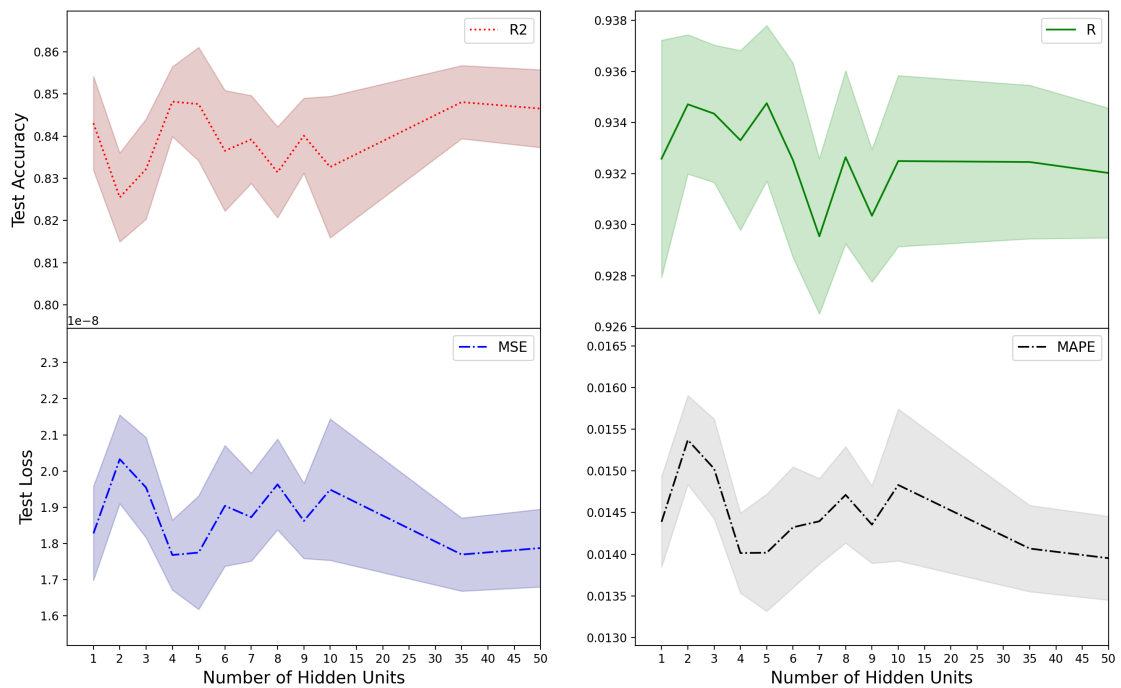 R2
0.86
0.85
0.84
0.83
0.82
0.81
0.80
Test Accuracy
R
0.938
0.936
0.934
0.932
0.930
0.928
0.926
1e−8
MSE
2.3
2.2
2.1
2.0
1.9
1.8
1.7
1.6
Test Loss
1 2 3 4 5 6 7 8 9 10 15 20 25 30 35 40 45 50
Number of Hidden Units
MAPE
0.0165
0.0160
0.0155
0.0150
0.0145
0.0140
0.0135
0.0130
1 2 3 4 5 6 7 8 9 10 15 20 25 30 35 40 45 50
Number of Hidden Units